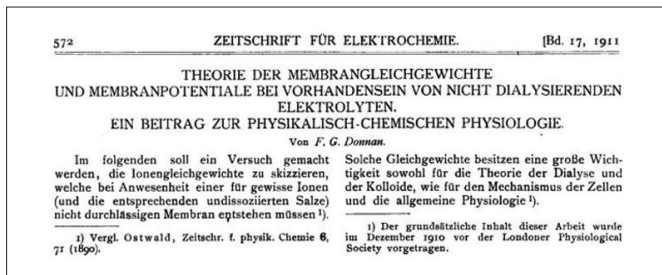 572 ZEITSCHRIFT FÜR ELEKTROCHEMIE. [Bd. 17, 1911
THEORIE DER MEMBRANGLEICHGEWICHTE
UND MEMBRANPOTENTIALE BEI VORHANDENSEIN VON NICHT DIALYSIERENDEN
ELEKTROLYTEN.
EIN BEITRAG ZUR PHYSIKALISCH-CHEMISCHEN PHYSIOLOGIE.
Von F. G. Donnan.
Im folgenden soll ein Versuch gemacht
werden, die Ionengleichgewichte zu skizzieren,
welche bei Anwesenheit einer für gewisse Ionen
(und die entsprechenden undissoziierten Salze)
nicht durchlässigen Membran entstehen müssen ¹).
1) Vergl. Ostwald, Zeitschr. f. physik. Chemie 6,
71 (1890).
Solche Gleichgewichte besitzen eine große Wich-
tigkeit sowohl für die Theorie der Dialyse und
der Kolloide, wie für den Mechanismus der Zellen
und die allgemeine Physiologie ¹).
1) Der grundsätzliche Inhalt dieser Arbeit wurde
im Dezember 1910 vor der Londoner Physiological
Society vorgetragen.